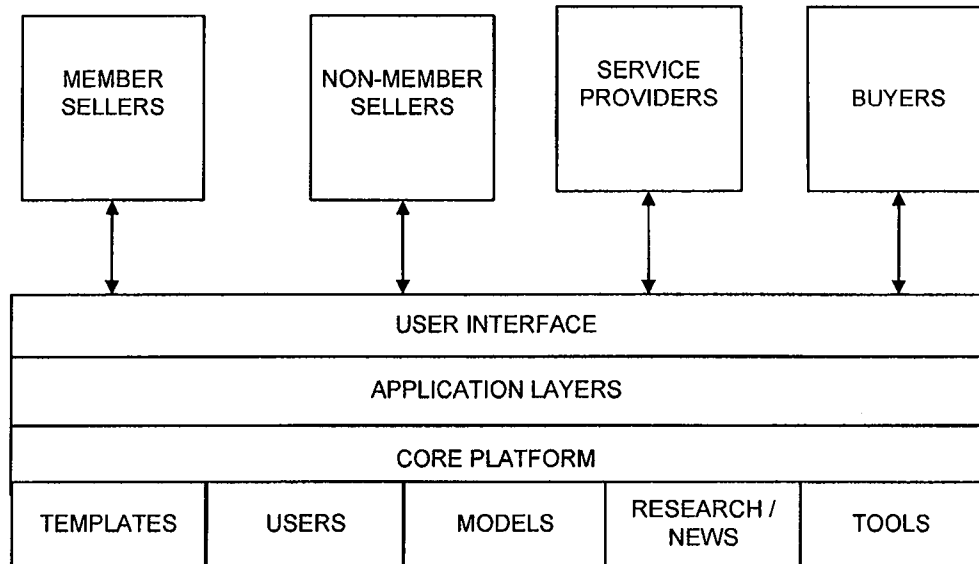 MEMBER
SELLERS
NON-MEMBER
SELLERS
SERVICE
PROVIDERS
BUYERS
USER INTERFACE
APPLICATION LAYERS
CORE PLATFORM
TEMPLATES
USERS
MODELS
RESEARCH /
NEWS
TOOLS